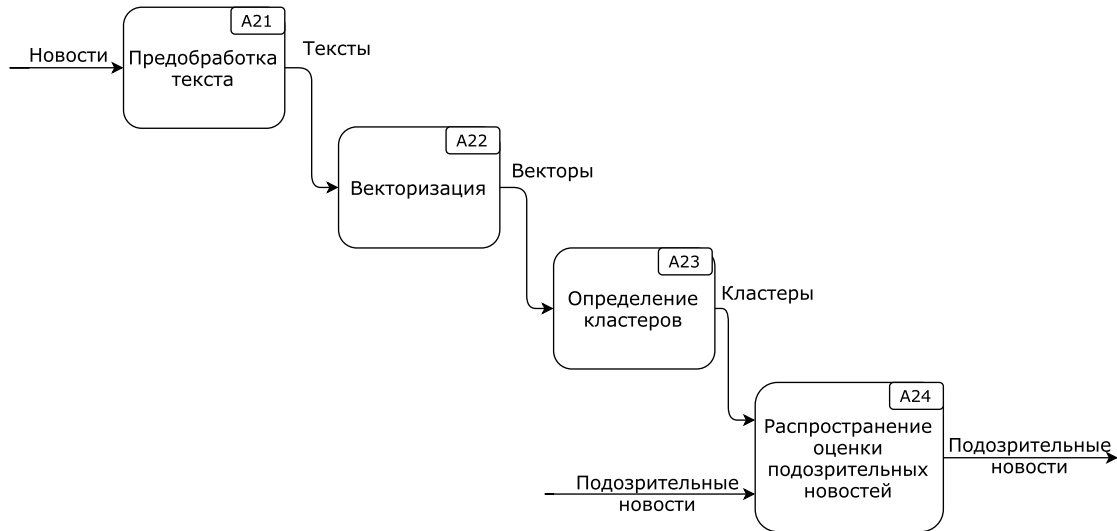 A21
Новости
Предобработка
текста
Тексты
A22
Векторизация
Векторы
A23
Определение
кластеров
Кластеры
A24
Распространение
оценки
подозрительных
новостей
Подозрительные
новости
Подозрительные
новости